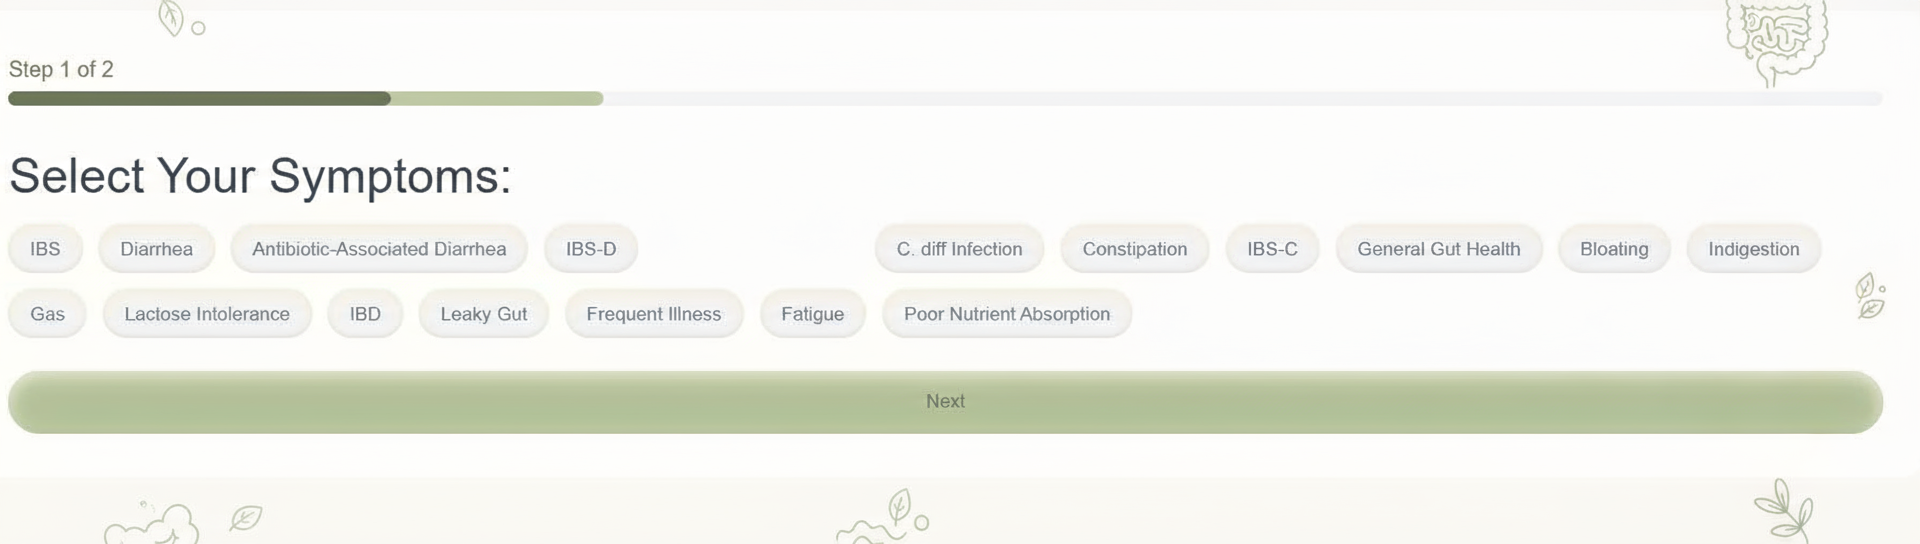 Step 1 of 2
Select Your Symptoms:
IBS Diarrhea Antibiotic-Associated Diarrhea IBS-D C. diff Infection Constipation IBS-C General Gut Health Bloating Indigestion
Gas Lactose Intolerance IBD Leaky Gut Frequent Illness Fatigue Poor Nutrient Absorption
Next